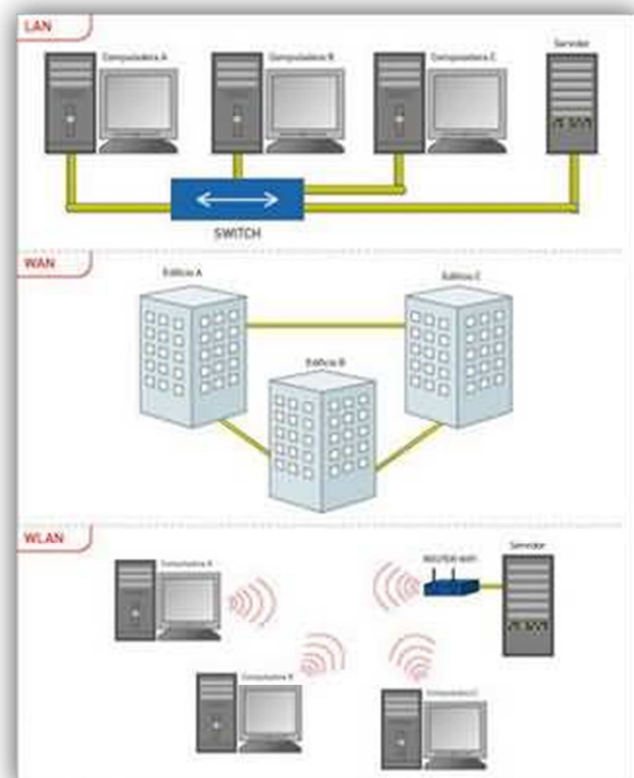 LAN
Computadora A
Computadora B
Computadora C
Servidor
SWITCH
WAN
Edificio A
Edificio C
Edificio B
WLAN
Computadora A
ROUTER WIFI
Servidor
Computadora B
Computadora C